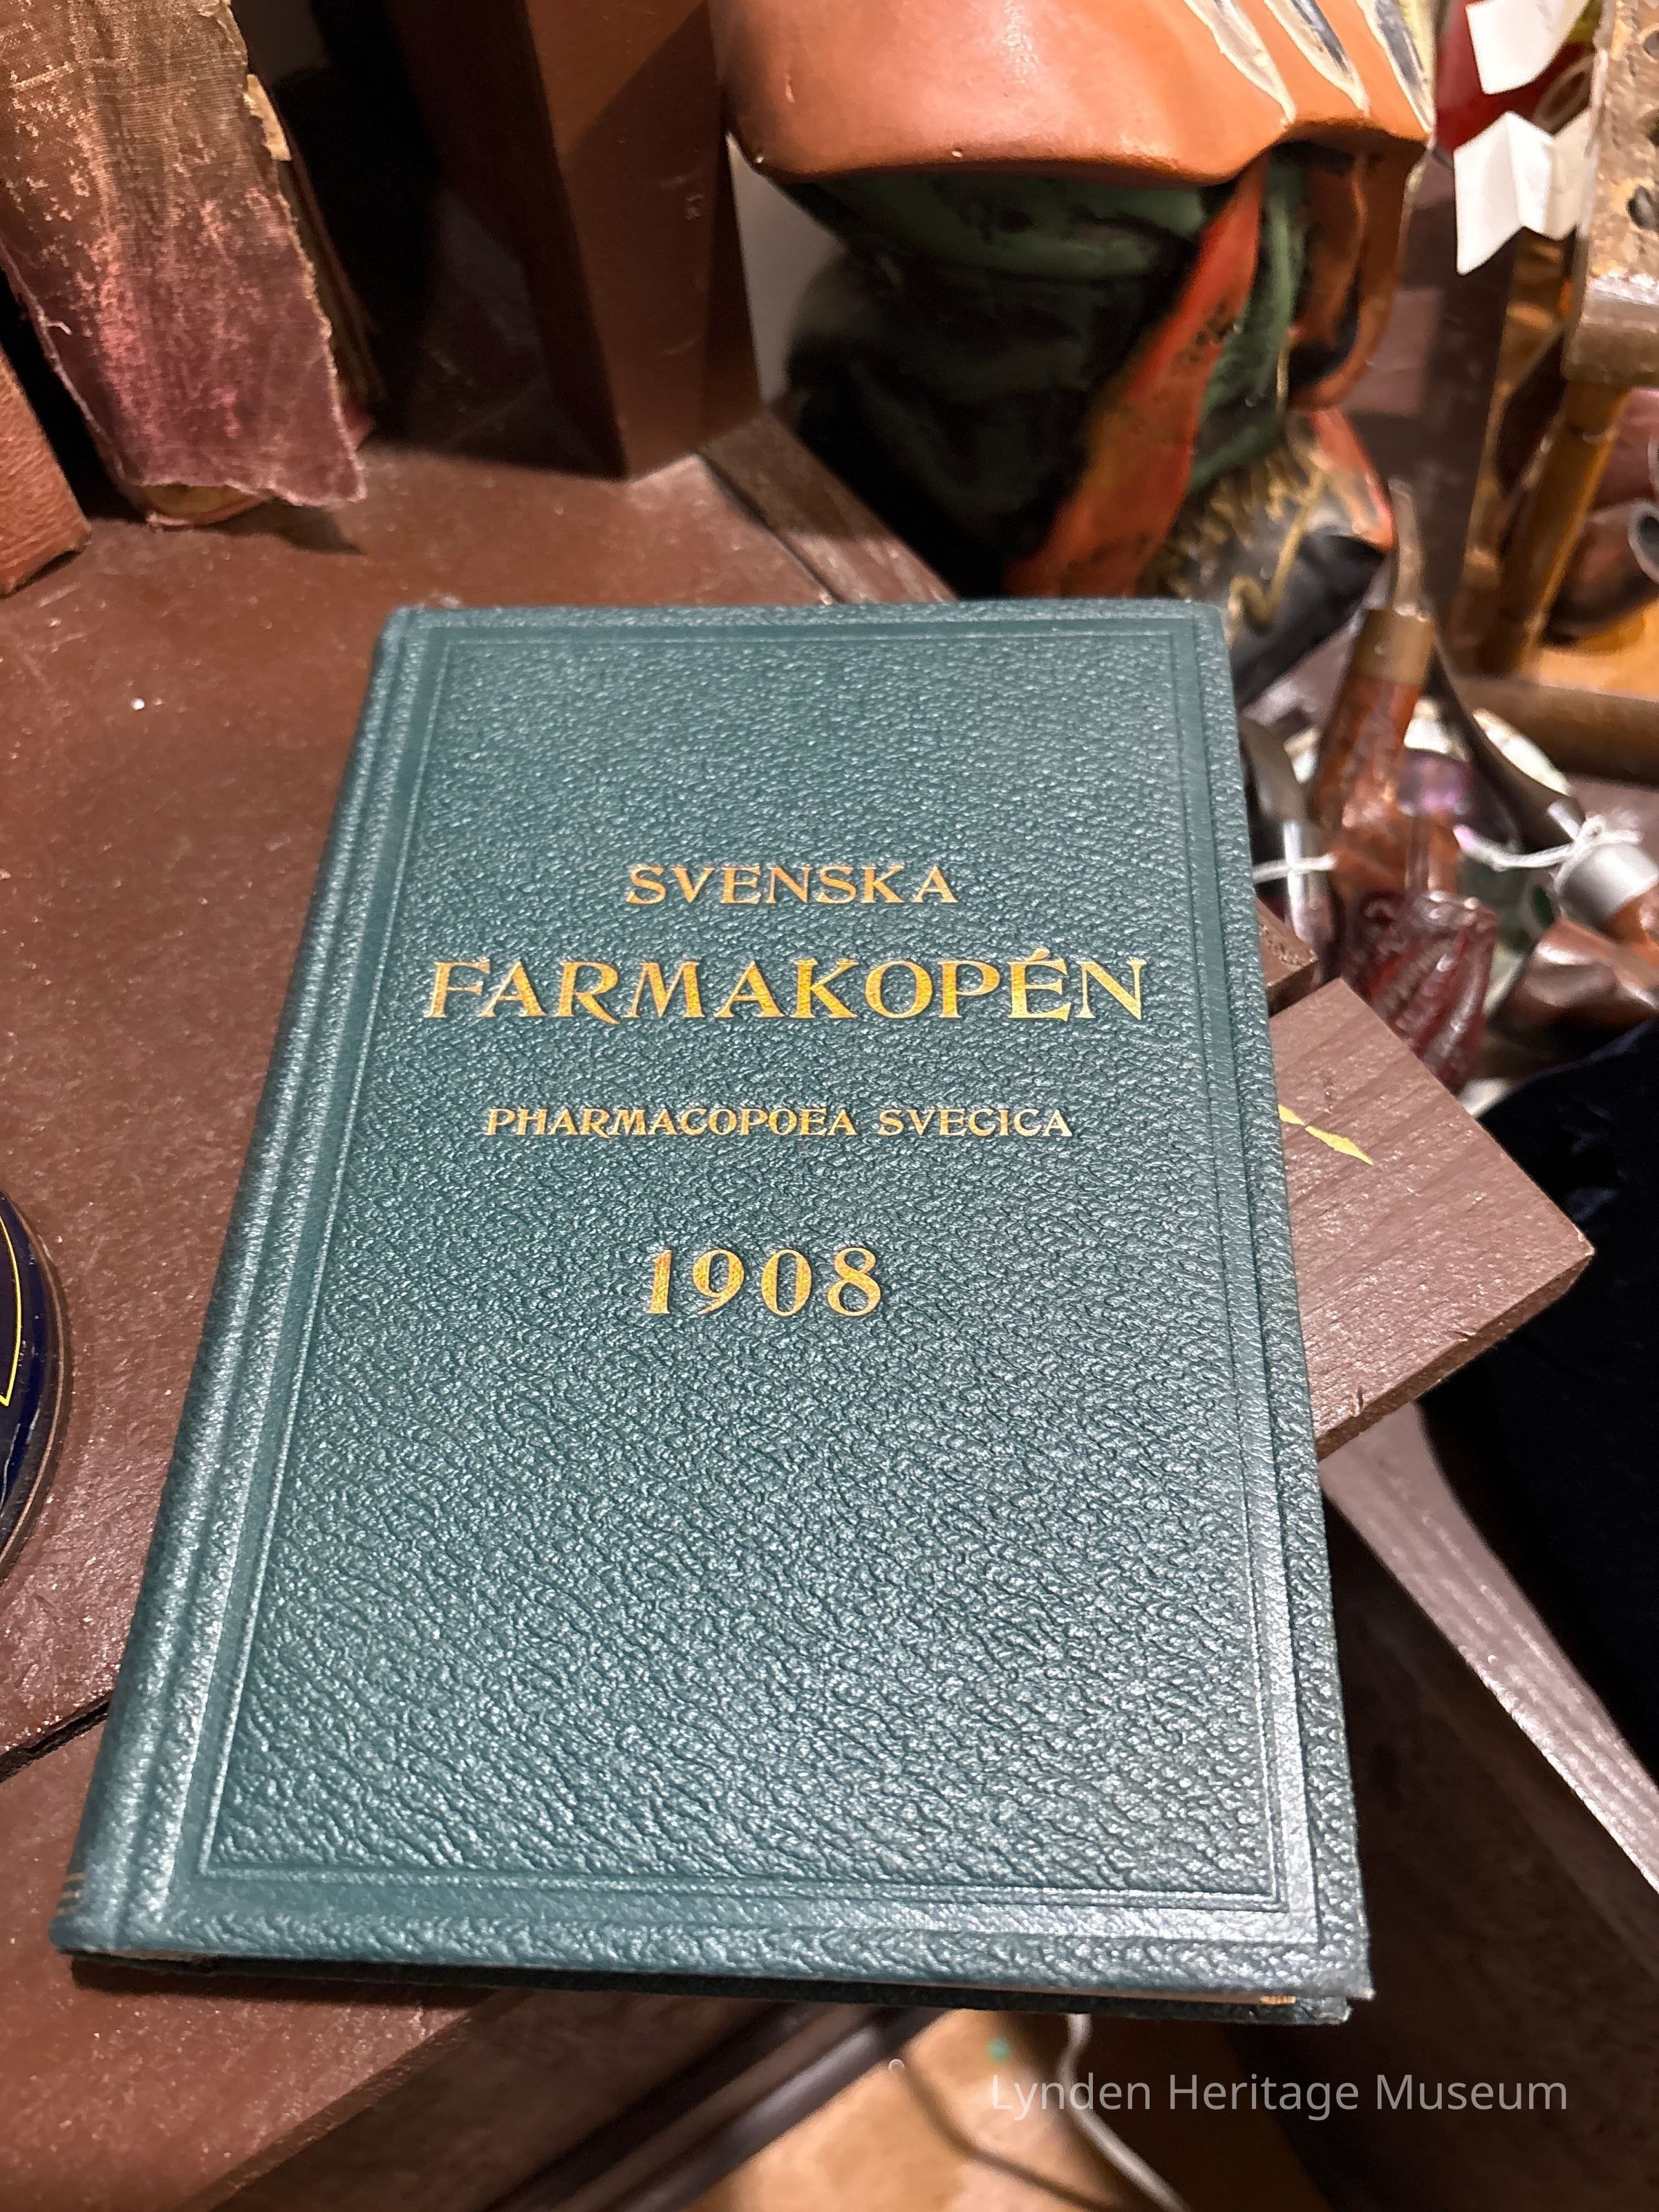 SVENSKA
FARMAKOPÉN
PHARMACOPOEA SVECICA
1908
Lynden Heritage Museum